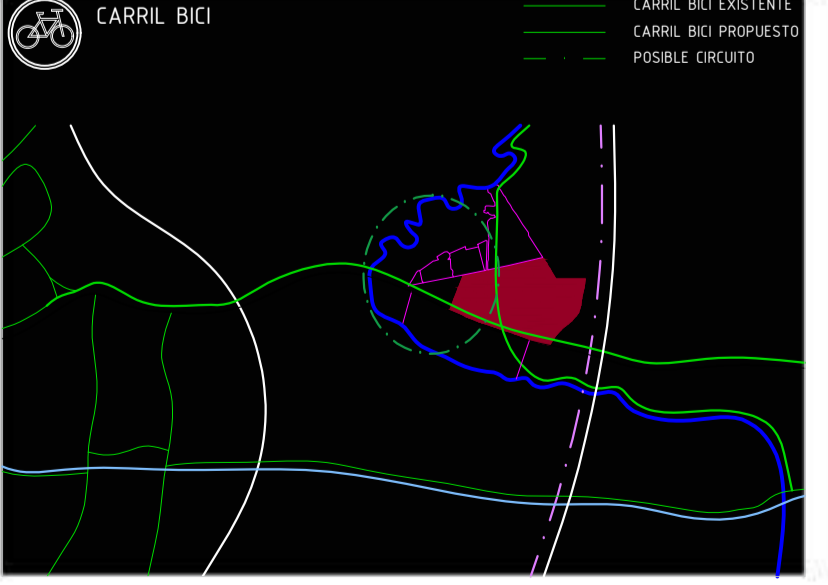 CARRIL BICI
CARRIL BICI EXISTENTE
CARRIL BICI PROPUESTO
POSIBLE CIRCUITO